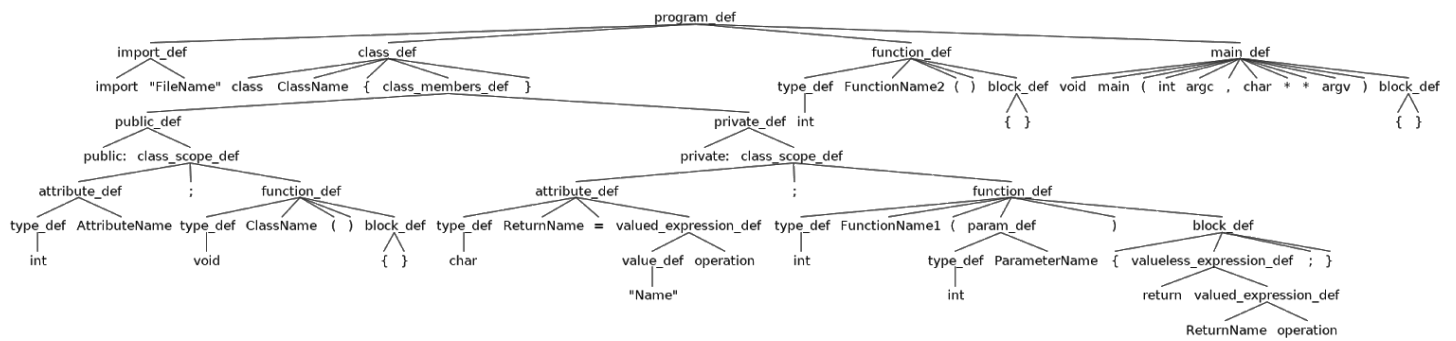 program_def
import_def class_def function_def main_def
import "FileName" class ClassName { class_members_def } type_def FunctionName2 ( ) block_def void main ( int argc , char * * argv ) block_def
public_def private_def int { } { }
public: class_scope_def private: class_scope_def
attribute_def ; function_def attribute_def ; function_def
type_def AttributeName type_def ClassName ( ) block_def type_def ReturnName = valued_expression_def type_def FunctionName1 ( param_def ) block_def
int void { } char value_def operation int type_def ParameterName { valueless_expression_def ; }
"Name" int return valued_expression_def
ReturnName operation